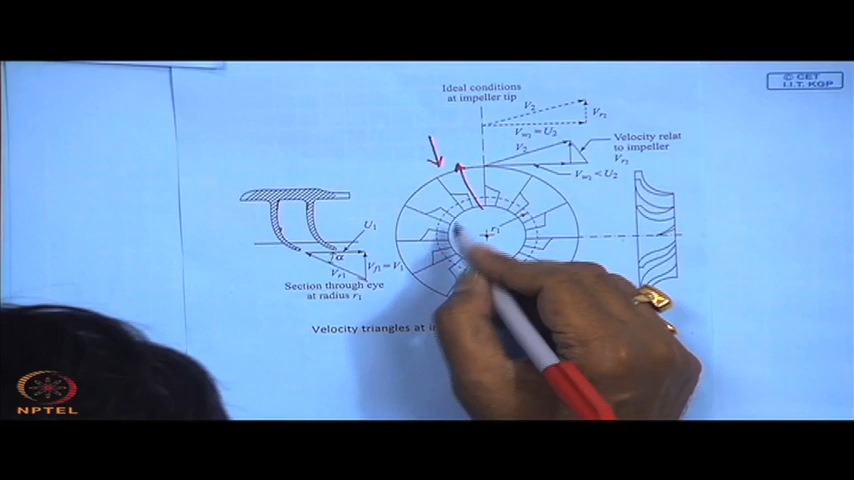 © CET
I.I.T. KGP
Ideal conditions
at impeller tip
V2
Vr2
Vw2 = U2
V2
Velocity relat
to impeller
Vr2
Vw2 < U2
U1
r1
α
Vr1
Vf1 = V1
Section through eye
at radius r1
Velocity triangles at
NPTEL